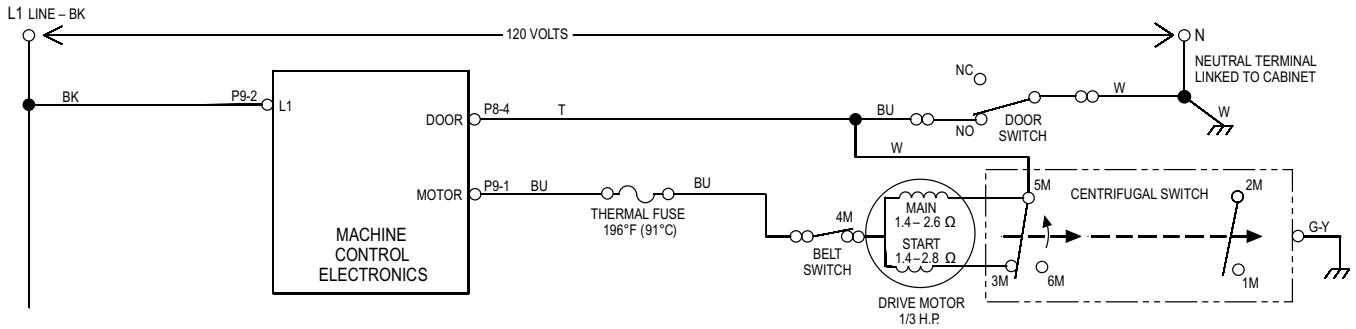 L1 LINE – BK
120 VOLTS
N
NEUTRAL TERMINAL
LINKED TO CABINET
NC
BK
P9-2
L1
W
W
DOOR
P8-4
T
BU
NO
DOOR
SWITCH
W
MOTOR
P9-1
BU
BU
THERMAL FUSE
196°F (91°C)
MACHINE
CONTROL
ELECTRONICS
4M
BELT
SWITCH
MAIN
1.4–2.6 Ω
START
1.4–2.8 Ω
DRIVE MOTOR
1/3 H.P.
5M
CENTRIFUGAL SWITCH
2M
3M
6M
1M
G-Y